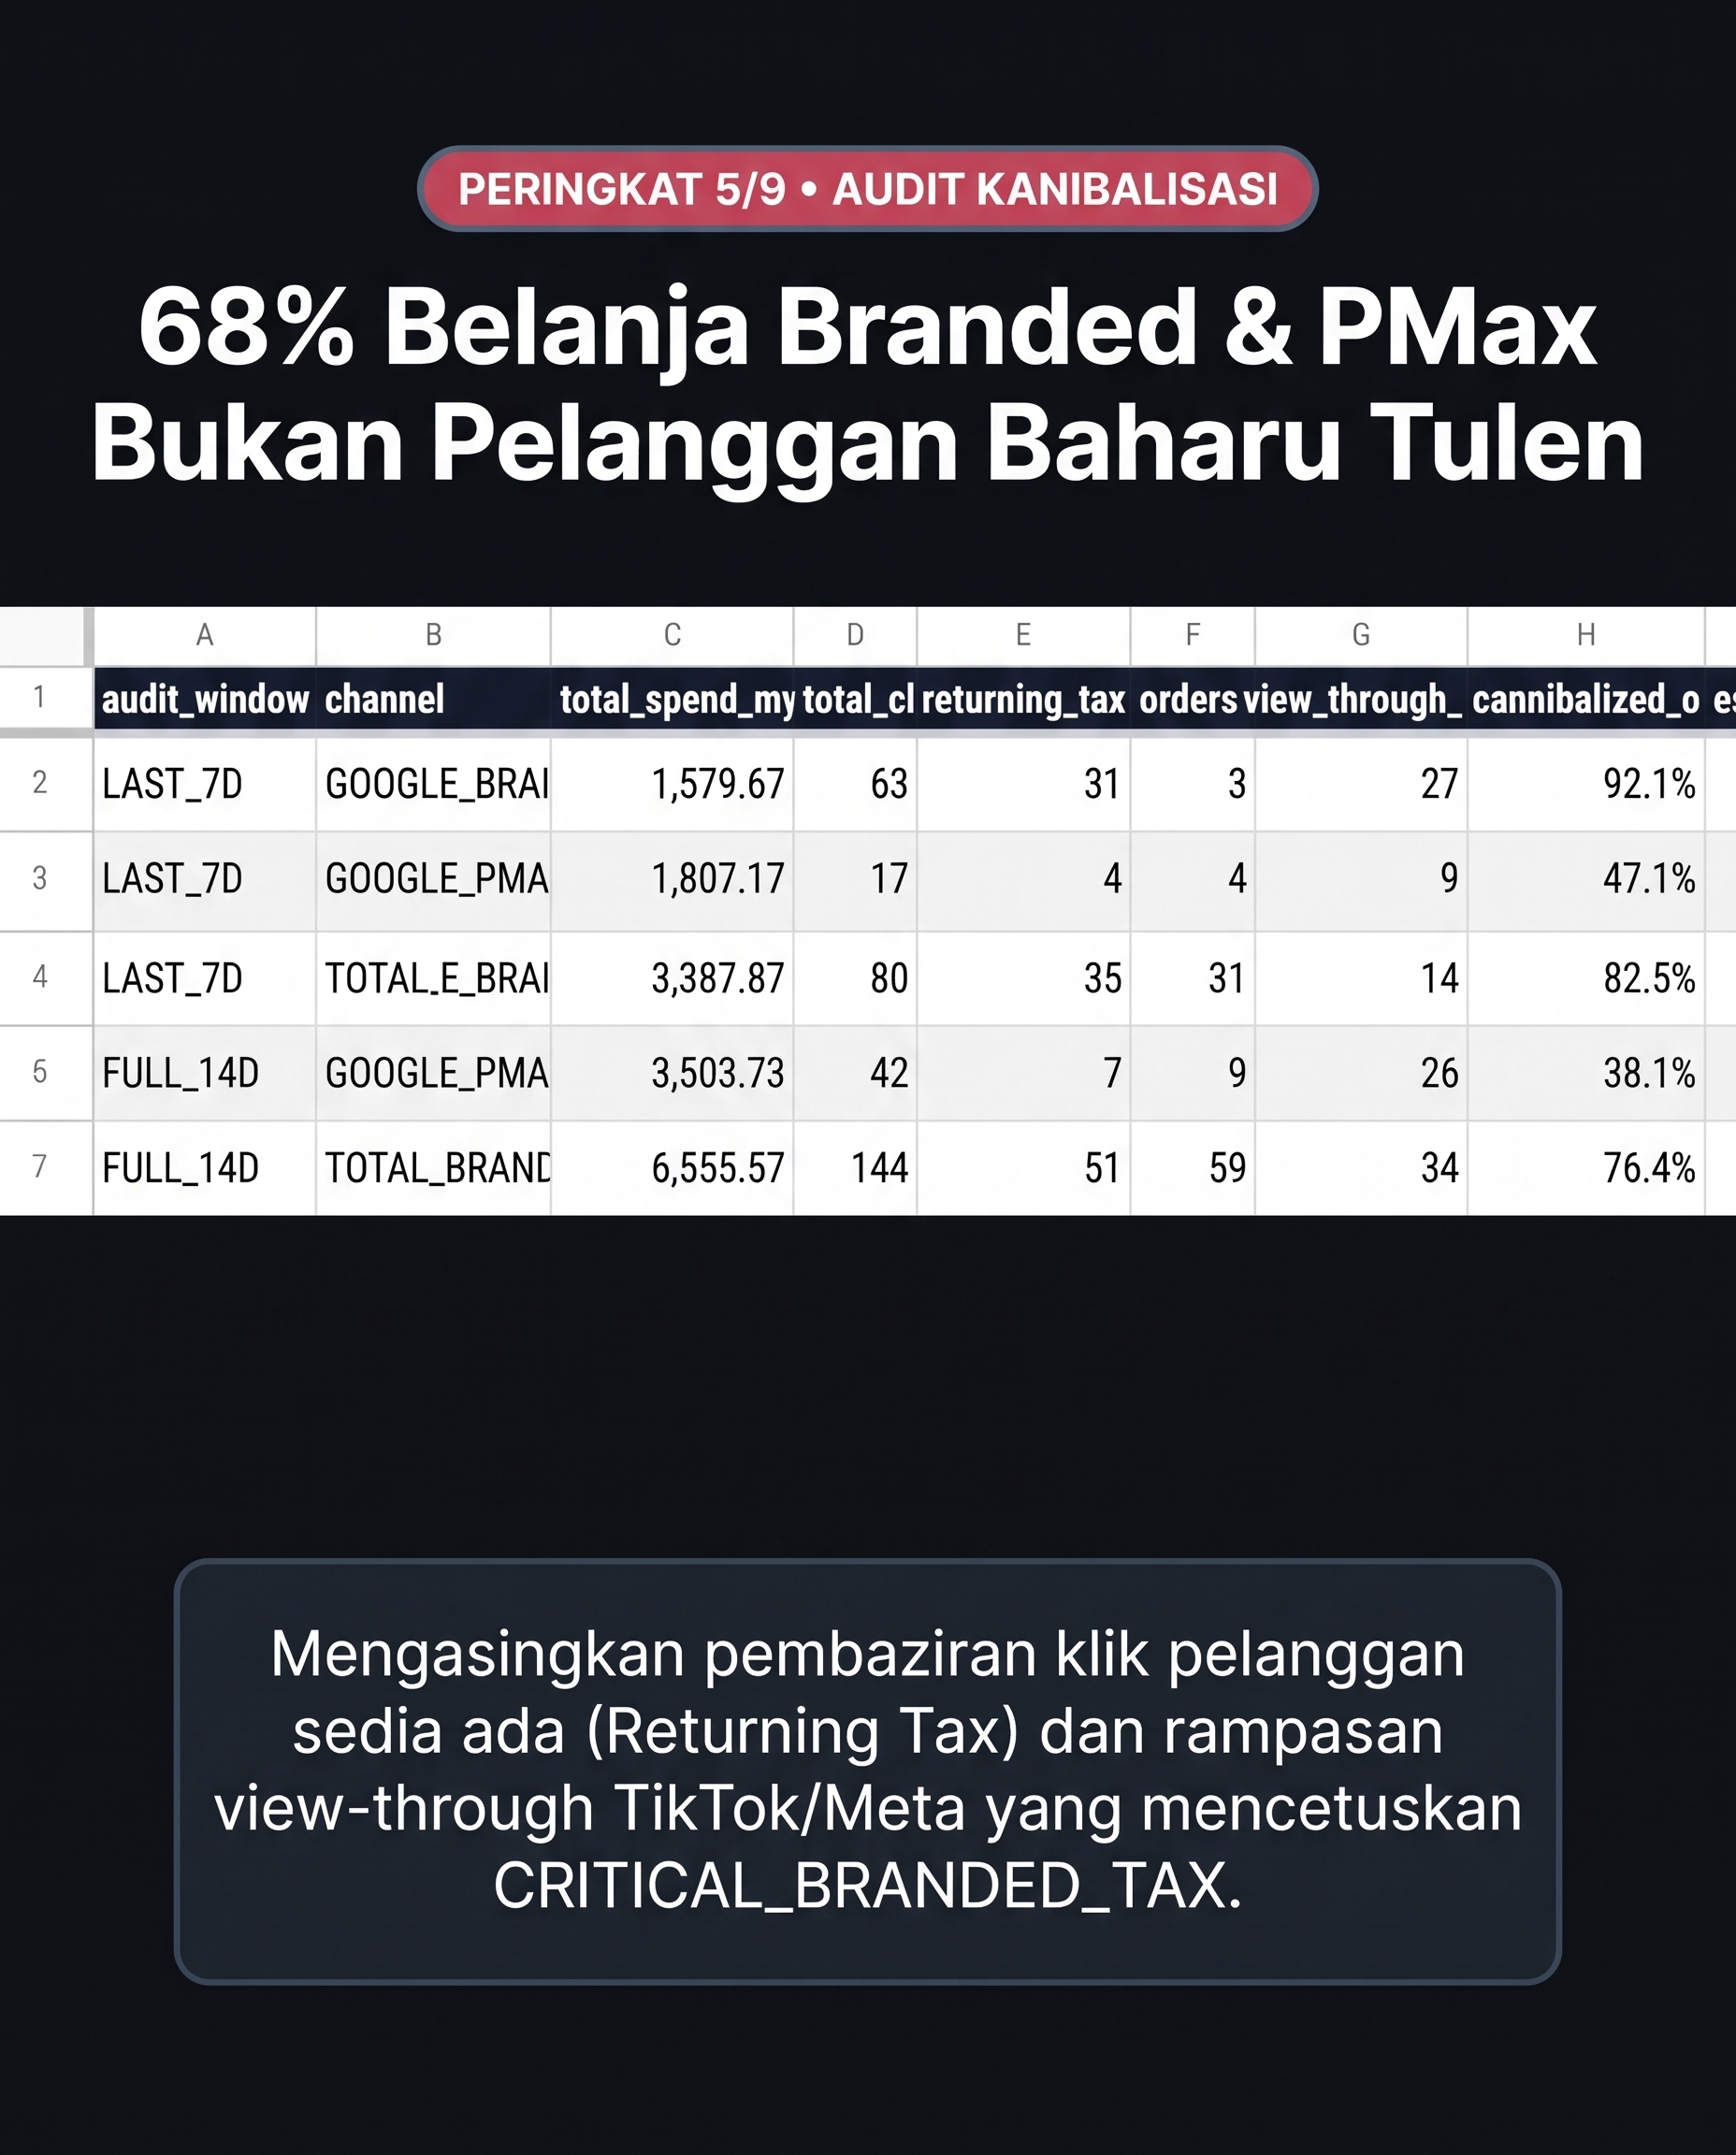 PERINGKAT 5/9 • AUDIT KANIBALISASI
68% Belanja Branded & PMax
Bukan Pelanggan Baharu Tulen
A B C D E F G H
1 audit_window channel total_spend_my total_cl returning_tax orders view_through_ cannibalized_o es
2 LAST_7D GOOGLE_BRAI 1,579.67 63 31 3 27 92.1%
3 LAST_7D GOOGLE_PMA 1,807.17 17 4 4 9 47.1%
4 LAST_7D TOTAL_E_BRAI 3,387.87 80 35 31 14 82.5%
6 FULL_14D GOOGLE_PMA 3,503.73 42 7 9 26 38.1%
7 FULL_14D TOTAL_BRAND 6,555.57 144 51 59 34 76.4%
Mengasingkan pembaziran klik pelanggan
sedia ada (Returning Tax) dan rampasan
view-through TikTok/Meta yang mencetuskan
CRITICAL_BRANDED_TAX.